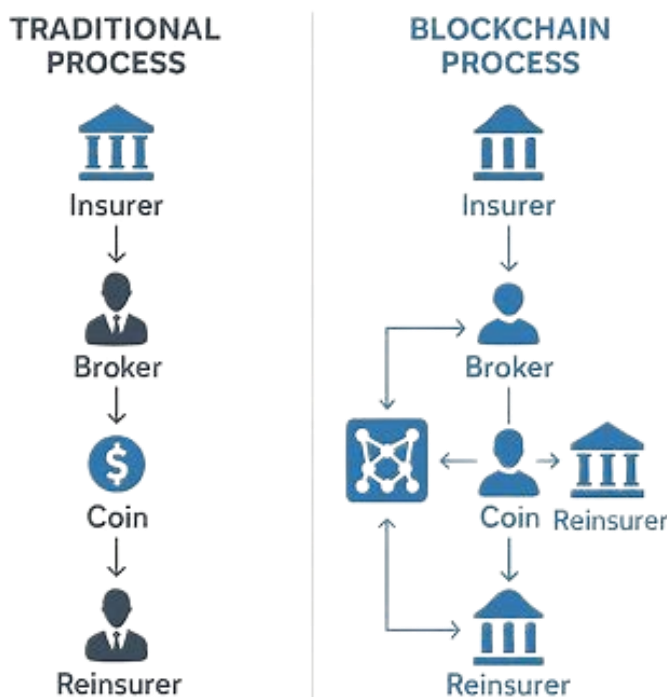 TRADITIONAL
PROCESS
Insurer
Broker
$
Coin
Reinsurer
BLOCKCHAIN
PROCESS
Insurer
Broker
Coin
Reinsurer
Reinsurer